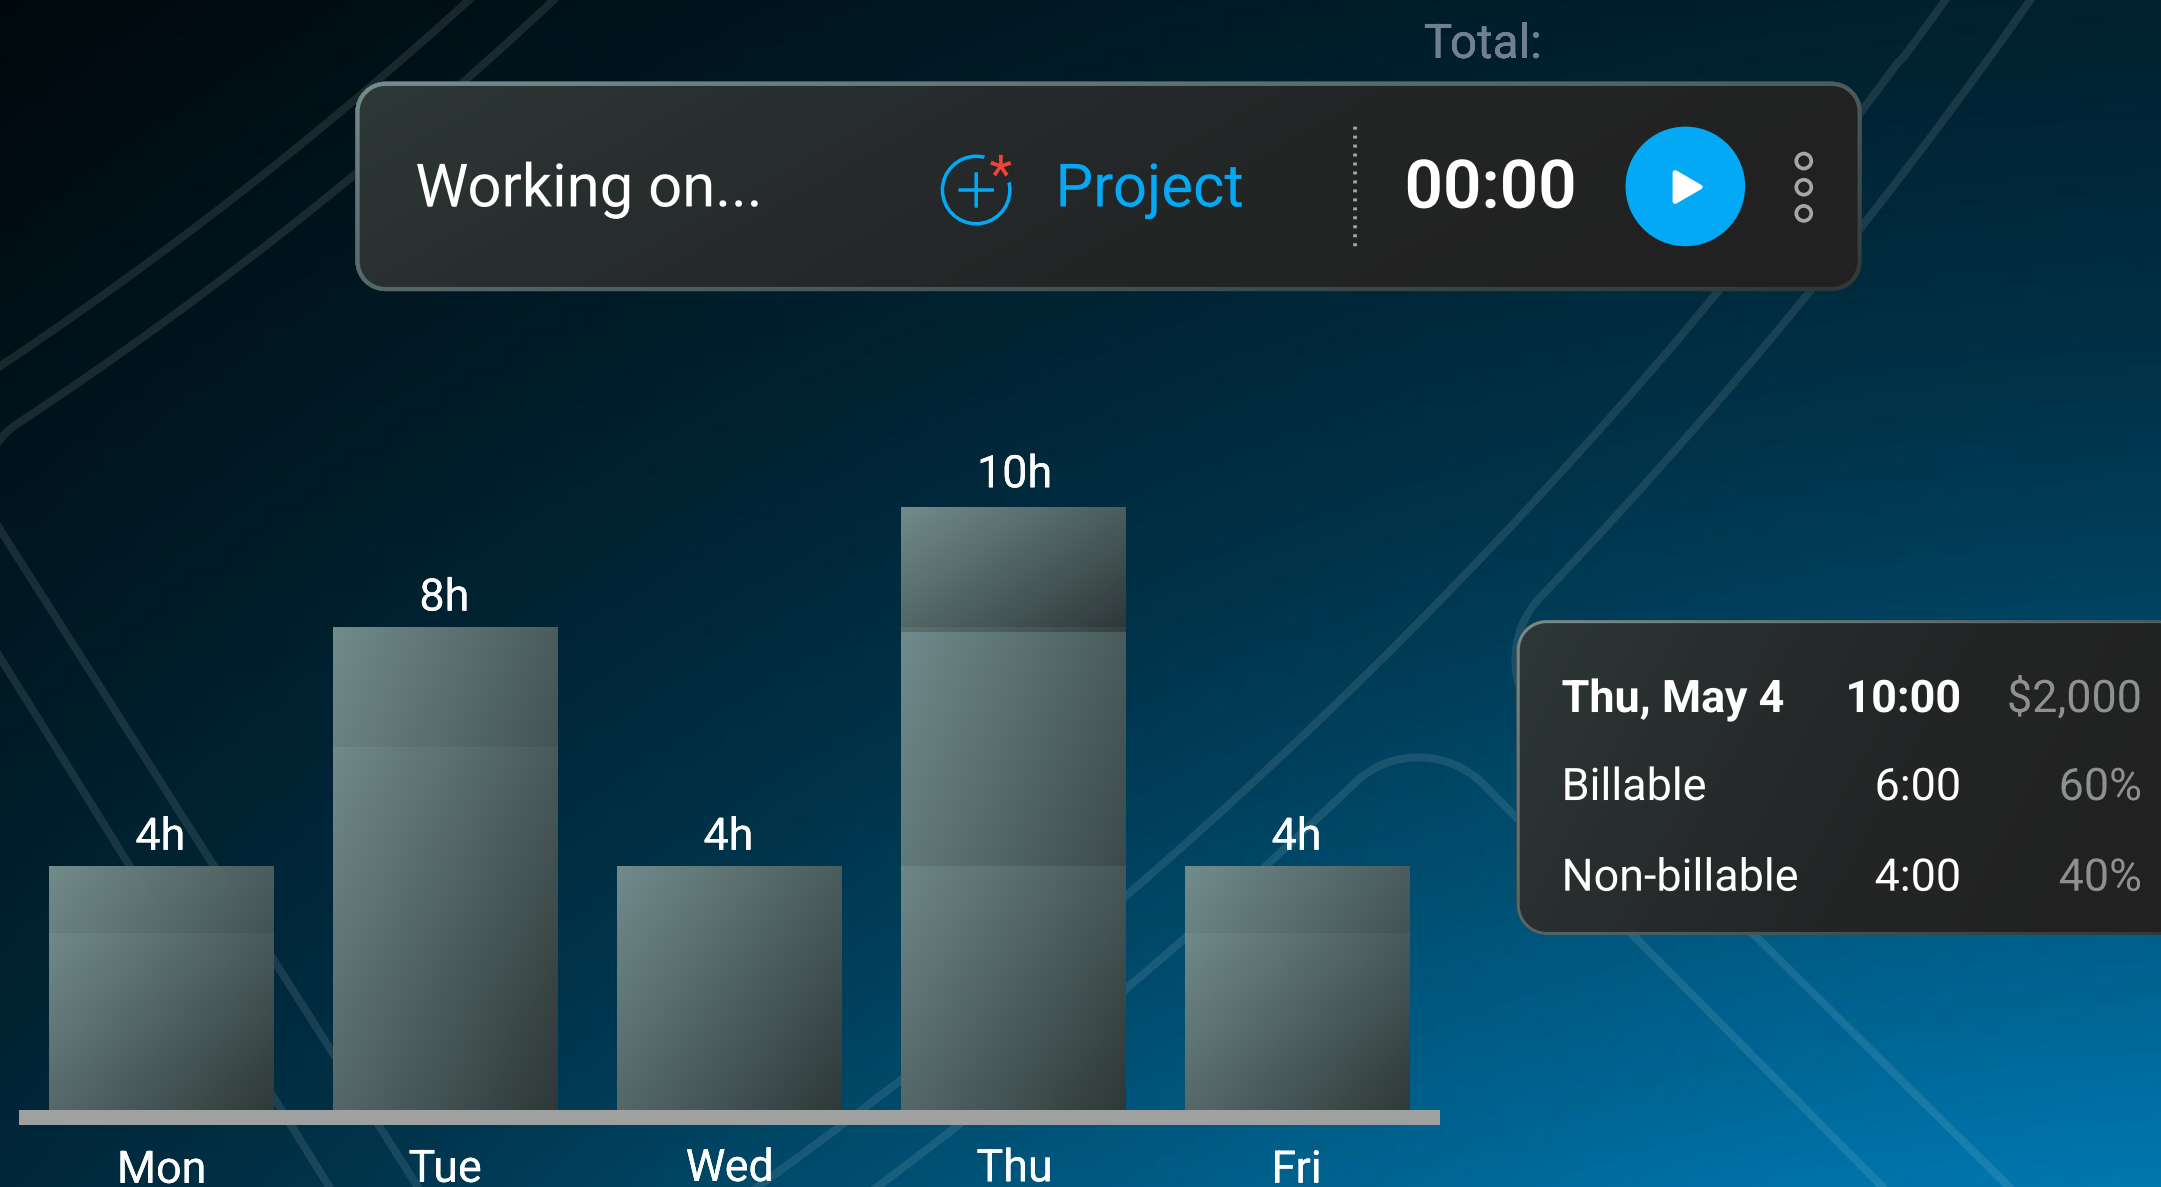 Total:
Working on... * Project 00:00
10h
8h
4h 4h 4h
Thu, May 4 10:00 $2,000
Billable 6:00 60%
Non-billable 4:00 40%
Mon Tue Wed Thu Fri